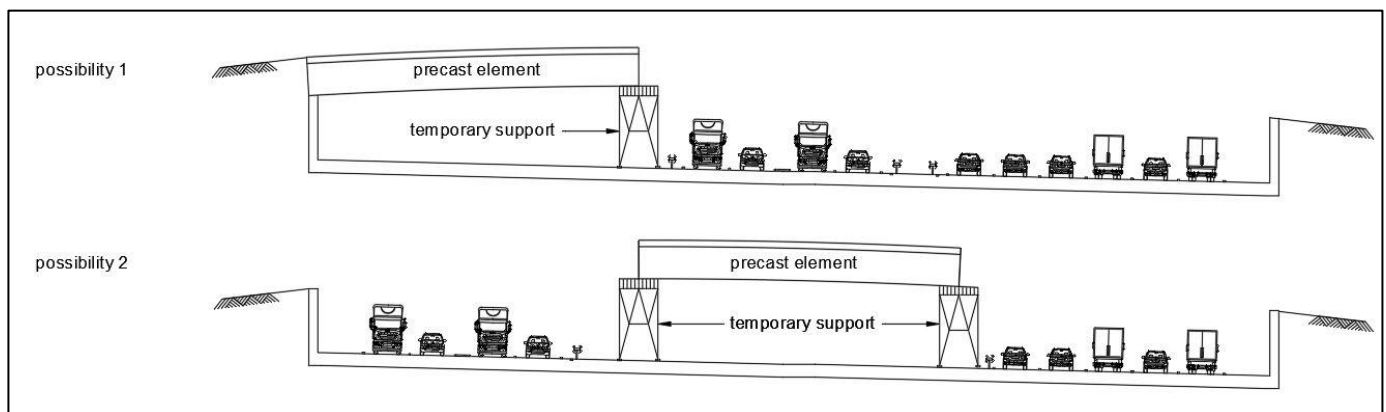 possibility 1
precast element
temporary support
possibility 2
precast element
temporary support